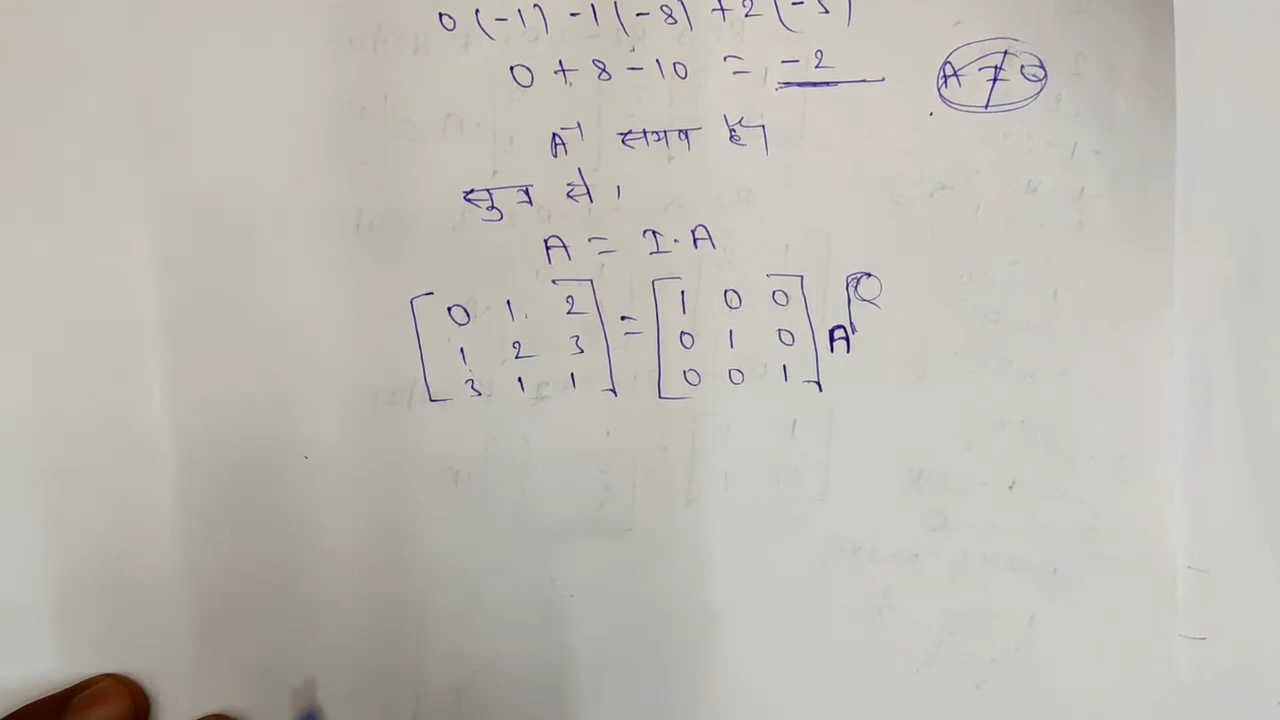 0 (-1) -1 (-8) + 2 (-5)
0 + 8 - 10 = -2
A ≠ 0
A⁻¹ सभव है।
सुत्र से,
A = I.A
[0 1 2] = [1 0 0] A
[1 2 3] [0 1 0]
[3 1 1] [0 0 1]